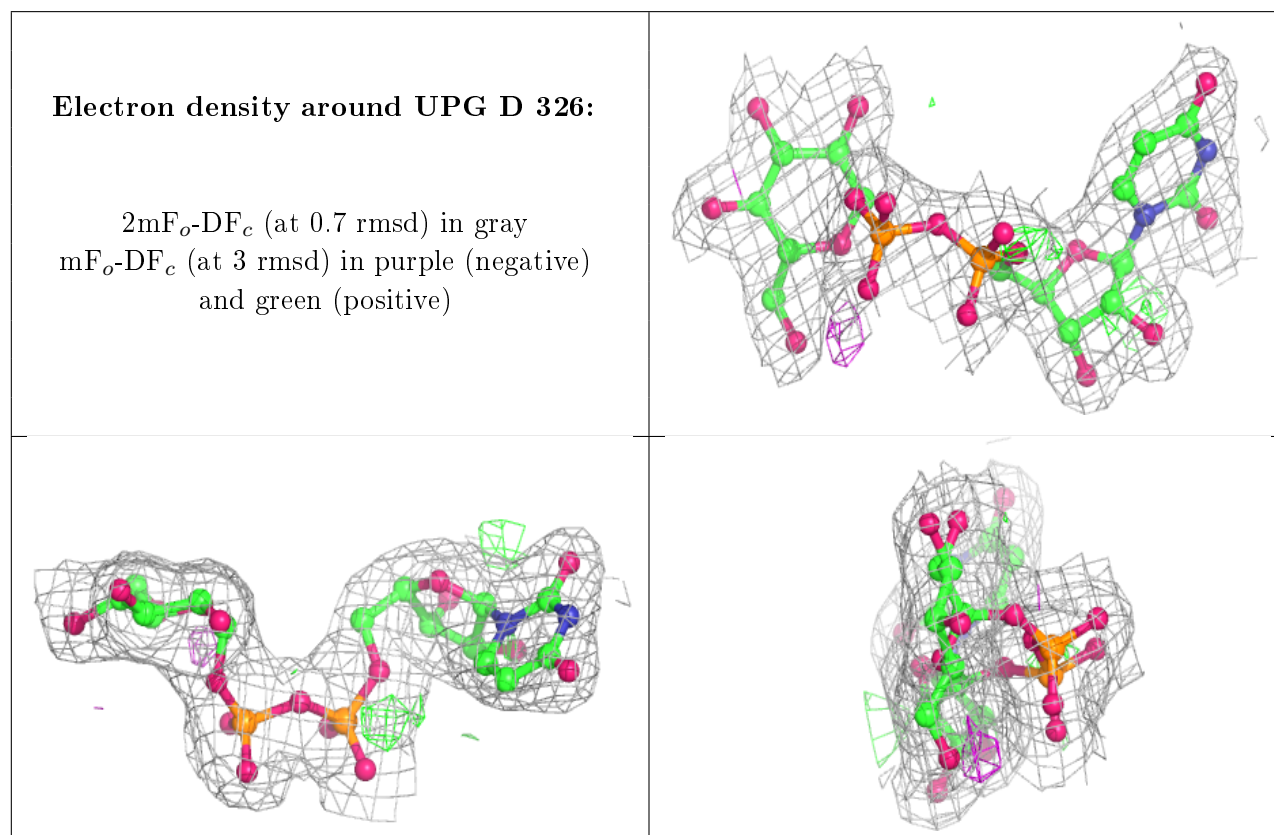 Electron density around UPG D 326:
2mFₒ-DF𝒸 (at 0.7 rmsd) in gray
mFₒ-DF𝒸 (at 3 rmsd) in purple (negative)
and green (positive)